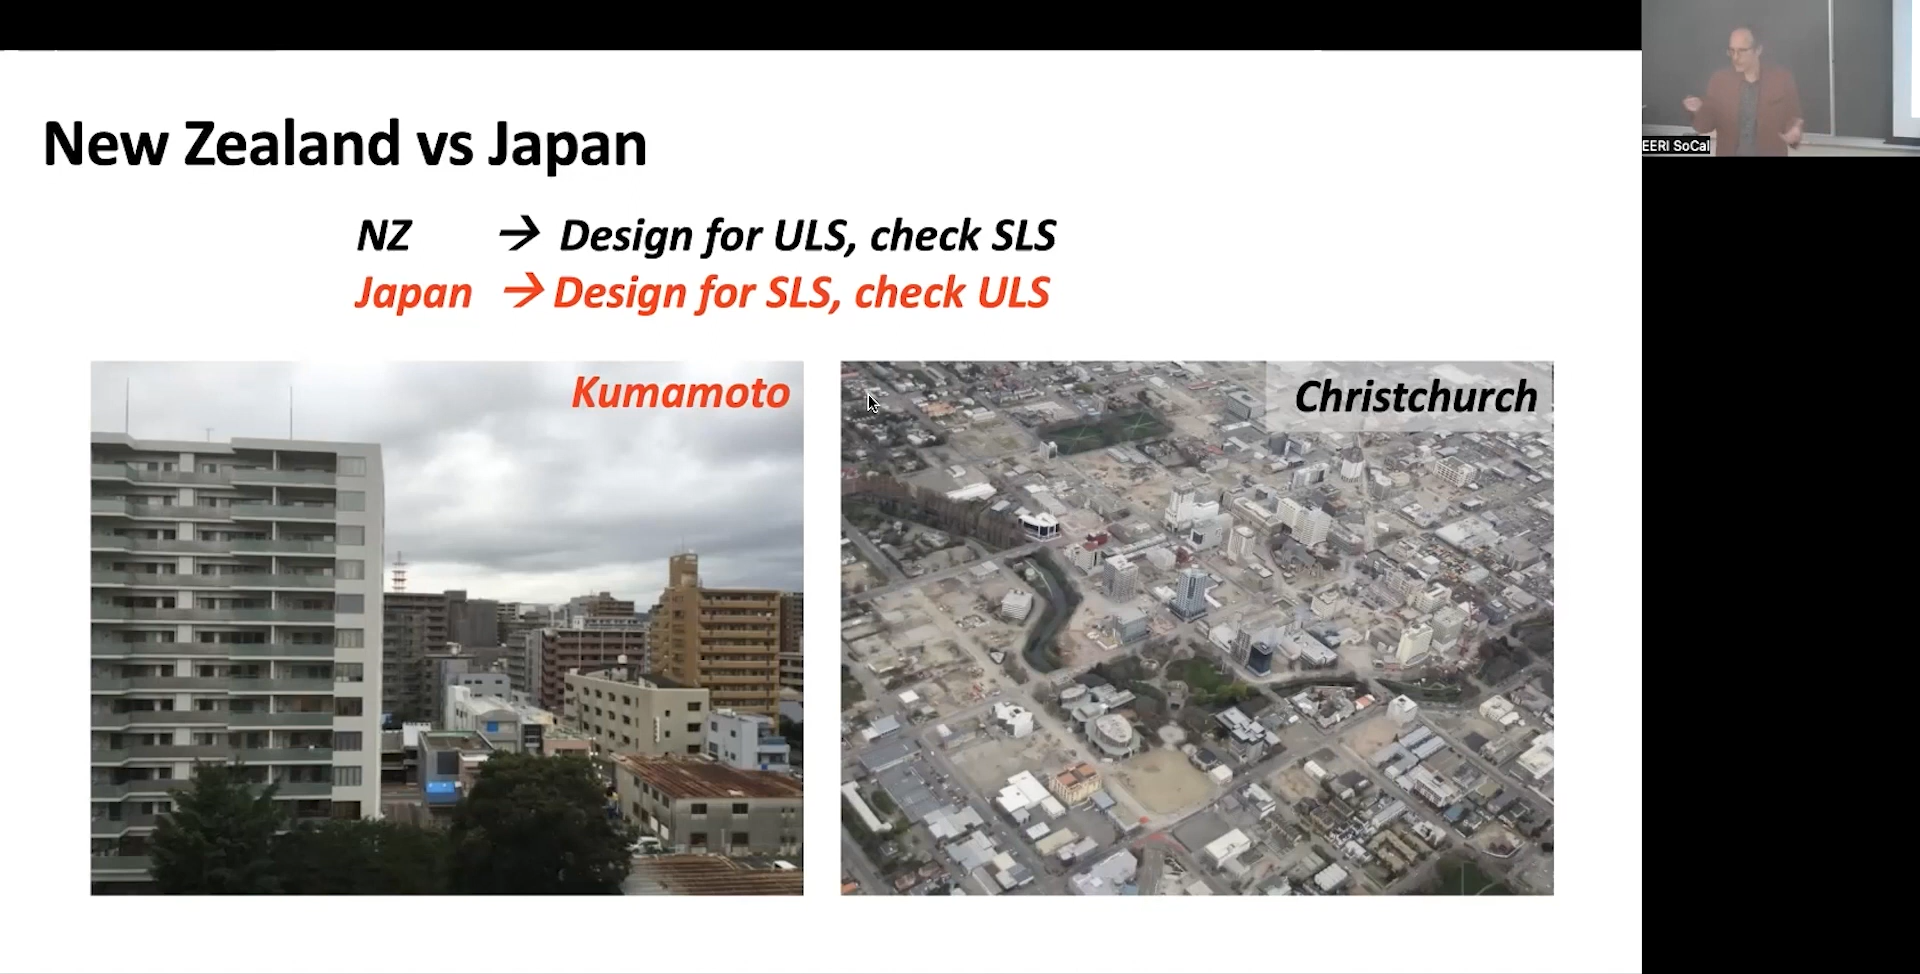 New Zealand vs Japan
NZ → Design for ULS, check SLS
Japan → Design for SLS, check ULS
Kumamoto
Christchurch
EERI SoCal